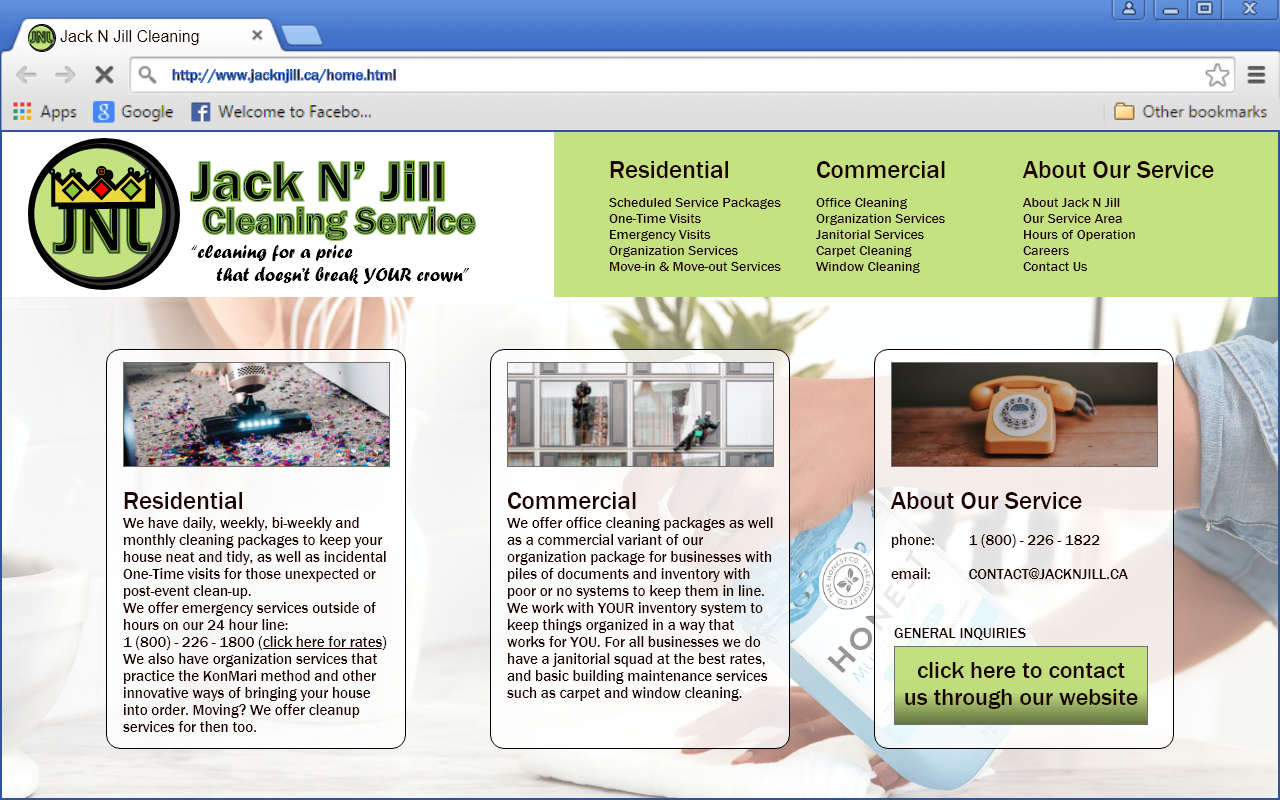 JNJ Jack N Jill Cleaning
http://www.jacknjill.ca/home.html
Apps Google Welcome to Facebo... Other bookmarks
JNJ
Jack N' Jill
Cleaning Service
“cleaning for a price
that doesn't break YOUR crown”
Residential
Scheduled Service Packages
One-Time Visits
Emergency Visits
Organization Services
Move-in & Move-out Services
Commercial
Office Cleaning
Organization Services
Janitorial Services
Carpet Cleaning
Window Cleaning
About Our Service
About Jack N Jill
Our Service Area
Hours of Operation
Careers
Contact Us
Residential
We have daily, weekly, bi-weekly and
monthly cleaning packages to keep your
house neat and tidy, as well as incidental
One-Time visits for those unexpected or
post-event clean-up.
We offer emergency services outside of
hours on our 24 hour line:
1 (800) - 226 - 1800 (click here for rates)
We also have organization services that
practice the KonMari method and other
innovative ways of bringing your house
into order. Moving? We offer cleanup
services for then too.
Commercial
We offer office cleaning packages as well
as a commercial variant of our
organization package for businesses with
piles of documents and inventory with
poor or no systems to keep them in line.
We work with YOUR inventory system to
keep things organized in a way that
works for YOU. For all businesses we do
have a janitorial squad at the best rates,
and basic building maintenance services
such as carpet and window cleaning.
About Our Service
phone: 1 (800) - 226 - 1822
email: CONTACT@JACKNJILL.CA
GENERAL INQUIRIES
click here to contact
us through our website
THE HONEST CO. THE HONEST CO.
HONEST